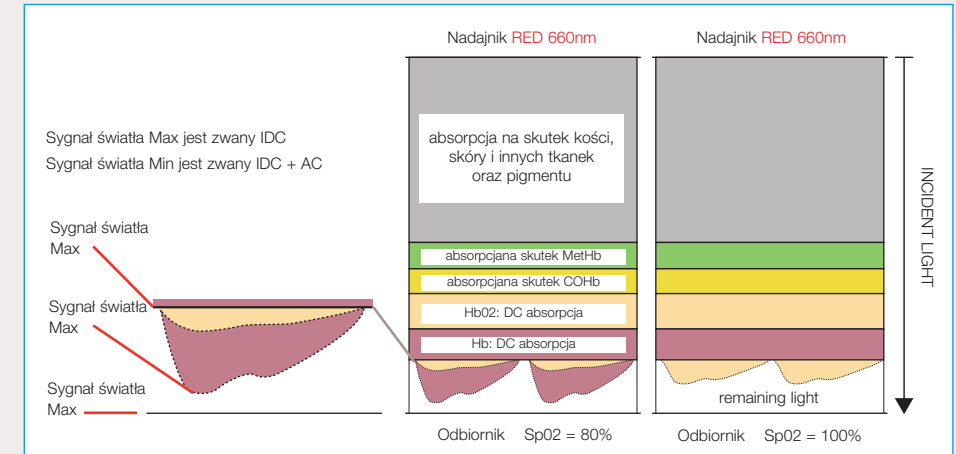 Nadajnik RED 660nm
Nadajnik RED 660nm
Sygnał światła Max jest zwany IDC
Sygnał światła Min jest zwany IDC + AC
absorpcja na skutek kości,
skóry i innych tkanek
oraz pigmentu
INCIDENT LIGHT
Sygnał światła
Max
absorpcjana skutek MetHb
absorpcjana skutek COHb
Sygnał światła
Max
Hb02: DC absorpcja
Hb: DC absorpcja
Sygnał światła
Max
remaining light
Odbiornik Sp02 = 80%
Odbiornik Sp02 = 100%